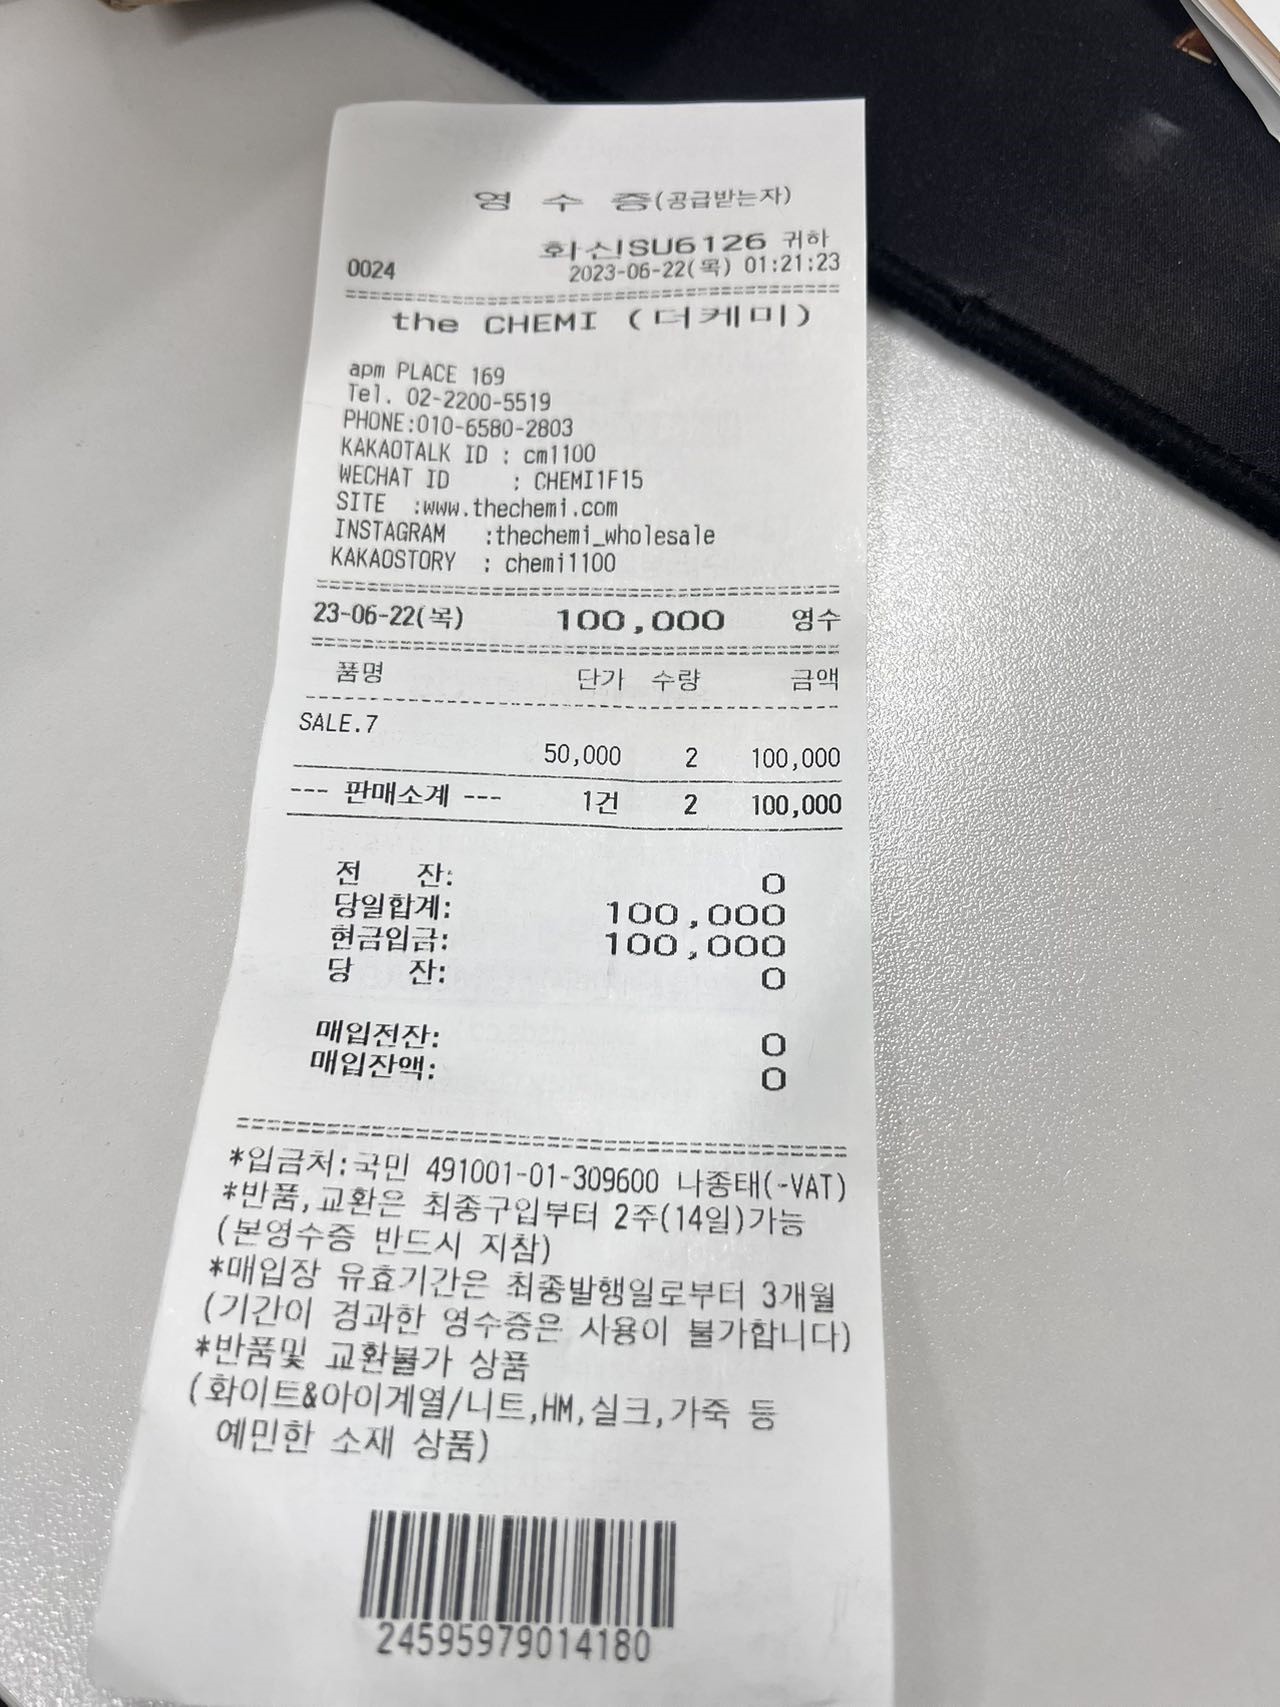 영 수 증(공급받는자)
화신ISU6126 귀하
0024 2023-06-22(목) 01:21:23
the CHEMI (더케미)
apm PLACE 169
Tel. 02-2200-5519
PHONE:010-6580-2803
KAKAOTALK ID : cm1100
WECHAT ID : CHEMI1F15
SITE :www.thechemi.com
INSTAGRAM :thechemi_wholesale
KAKAOSTORY : chemi1100
23-06-22(목) 100,000 영수
품명 단가 수량 금액
SALE.7
50,000 2 100,000
--- 판매소계 --- 1건 2 100,000
전 잔: 0
당일합계: 100,000
현금입금: 100,000
당 잔: 0
매입전잔: 0
매입잔액: 0
*입금처:국민 491001-01-309600 나종태(-VAT)
*반품,교환은 최종구입부터 2주(14일)가능
(본영수증 반드시 지참)
*매입장 유효기간은 최종발행일로부터 3개월
(기간이 경과한 영수증은 사용이 불가합니다)
*반품및 교환불가 상품
(화이트&아이계열/니트,HM,실크,가죽 등
예민한 소재 상품)
24595979014180